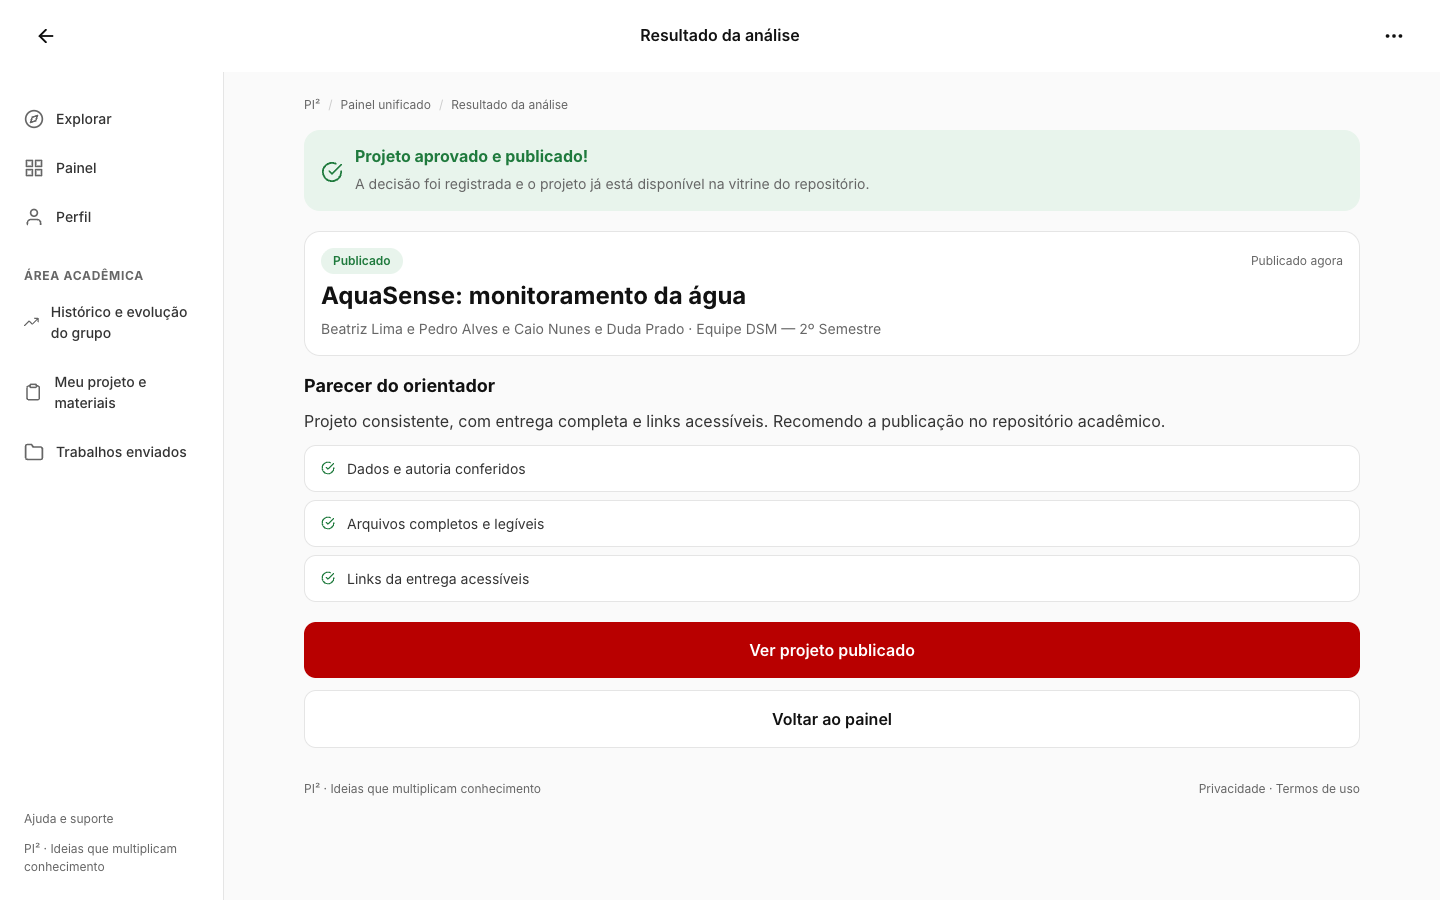 Resultado da análise
Explorar
Painel
Perfil
ÁREA ACADÊMICA
Histórico e evolução
do grupo
Meu projeto e
materiais
Trabalhos enviados
Ajuda e suporte
PI² · Ideias que multiplicam
conhecimento
PI² / Painel unificado / Resultado da análise
Projeto aprovado e publicado!
A decisão foi registrada e o projeto já está disponível na vitrine do repositório.
Publicado
Publicado agora
AquaSense: monitoramento da água
Beatriz Lima e Pedro Alves e Caio Nunes e Duda Prado · Equipe DSM — 2º Semestre
Parecer do orientador
Projeto consistente, com entrega completa e links acessíveis. Recomendo a publicação no repositório acadêmico.
Dados e autoria conferidos
Arquivos completos e legíveis
Links da entrega acessíveis
Ver projeto publicado
Voltar ao painel
PI² · Ideias que multiplicam conhecimento
Privacidade · Termos de uso